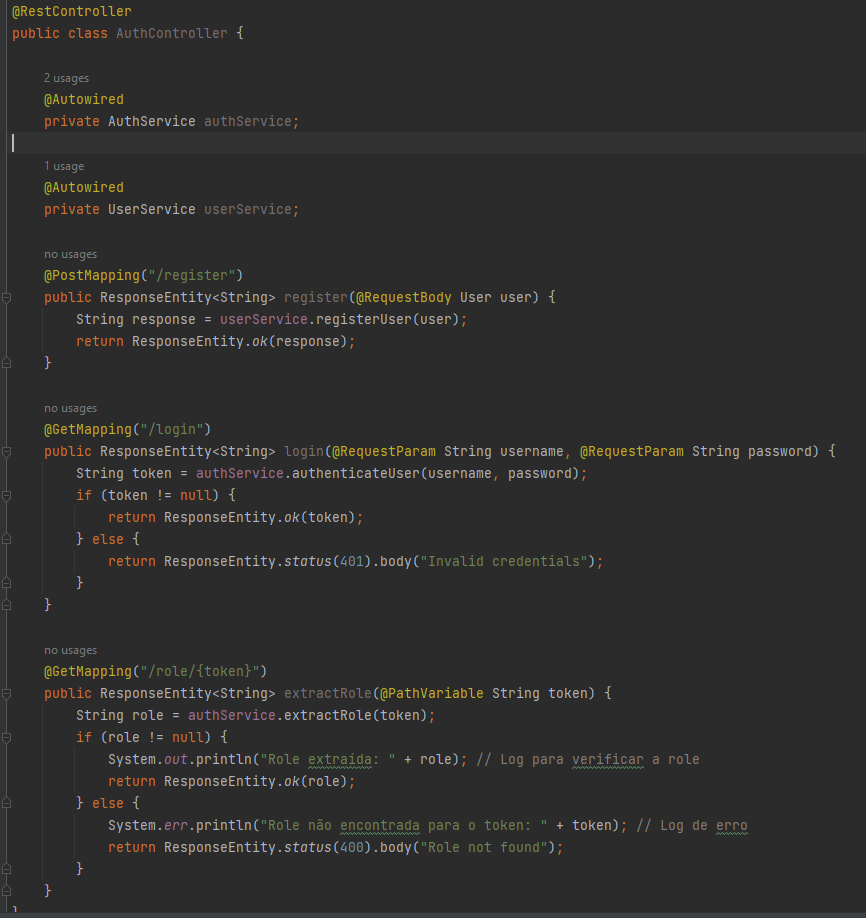 @RestController
public class AuthController {
2 usages
@Autowired
private AuthService authService;
1 usage
@Autowired
private UserService userService;
no usages
@PostMapping("/register")
public ResponseEntity<String> register(@RequestBody User user) {
String response = userService.registerUser(user);
return ResponseEntity.ok(response);
}
no usages
@GetMapping("/login")
public ResponseEntity<String> login(@RequestParam String username, @RequestParam String password) {
String token = authService.authenticateUser(username, password);
if (token != null) {
return ResponseEntity.ok(token);
} else {
return ResponseEntity.status(401).body("Invalid credentials");
}
}
no usages
@GetMapping("/role/{token}")
public ResponseEntity<String> extractRole(@PathVariable String token) {
String role = authService.extractRole(token);
if (role != null) {
System.out.println("Role extraída: " + role); // Log para verificar a role
return ResponseEntity.ok(role);
} else {
System.err.println("Role não encontrada para o token: " + token); // Log de erro
return ResponseEntity.status(400).body("Role not found");
}
}
}